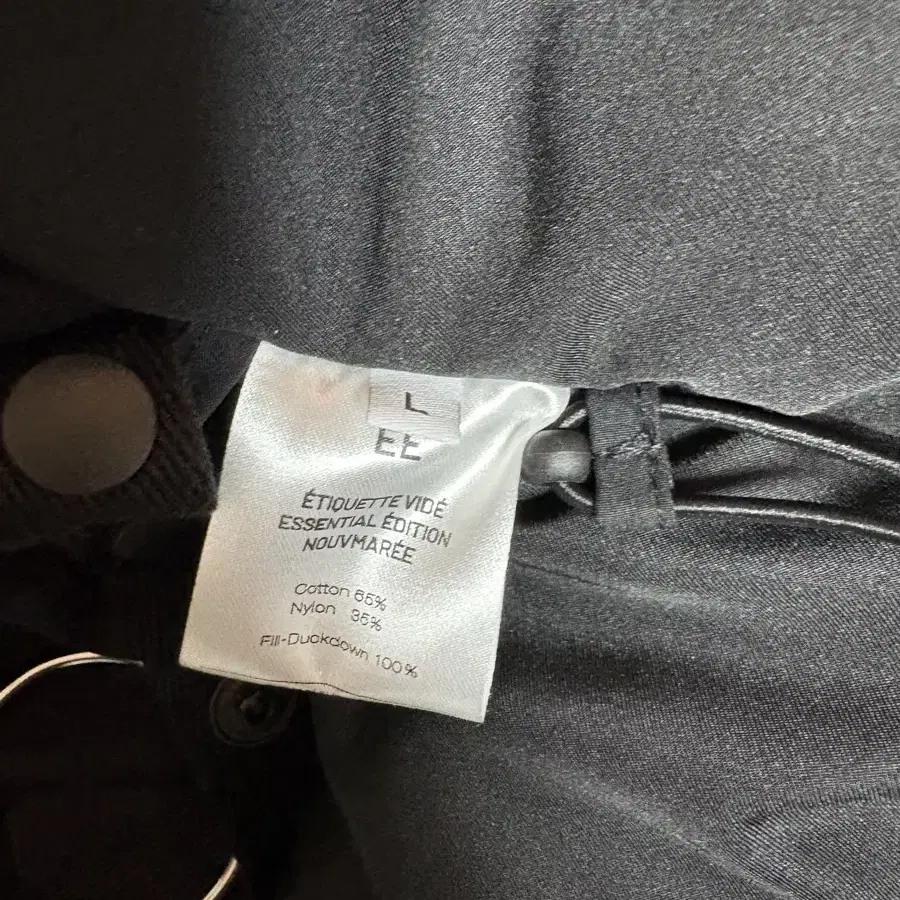 L
EE
ÉTIQUETTE VIDÉ
ESSENTIAL ÉDITION
NOUVMARÉE
Cotton 65%
Nylon 35%
Fill-Duckdown 100%